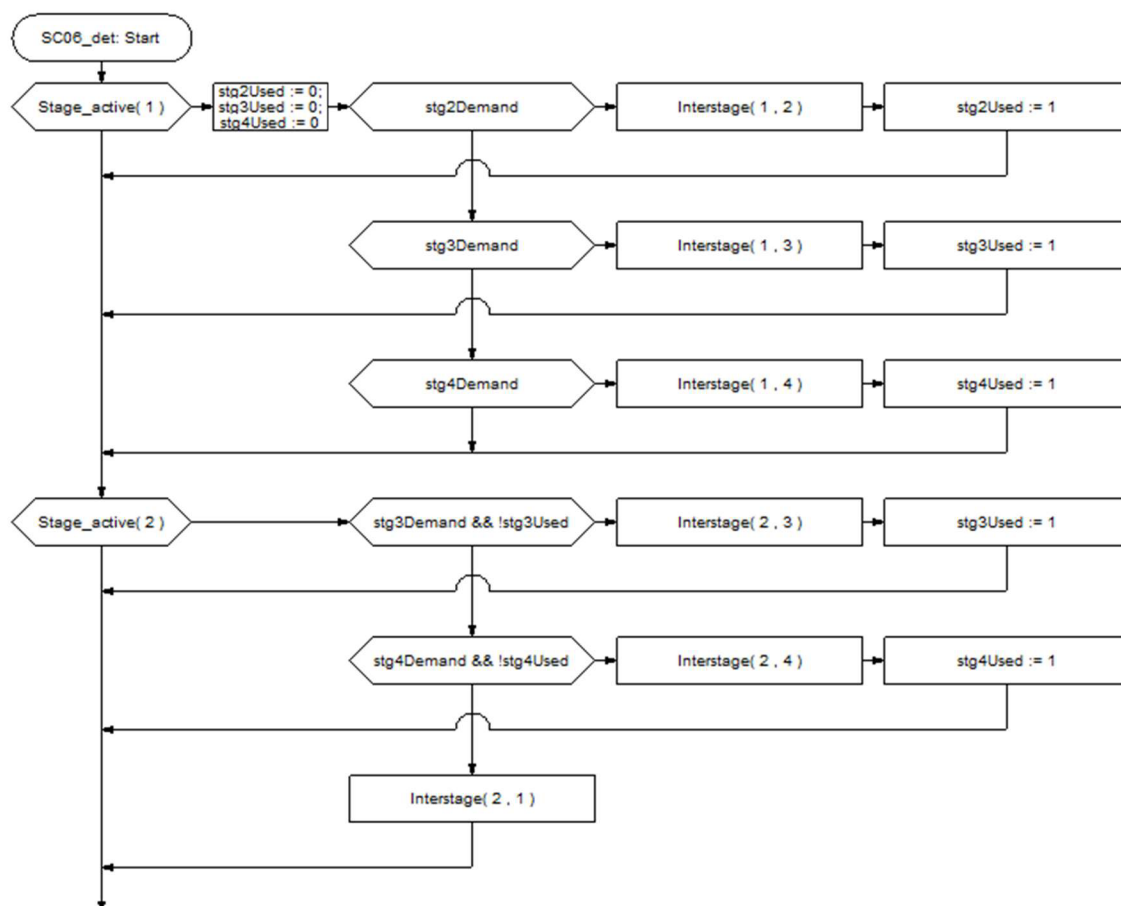 SC06_det: Start
Stage_active( 1 )
stg2Used := 0;
stg3Used := 0;
stg4Used := 0
stg2Demand
Interstage( 1 , 2 )
stg2Used := 1
stg3Demand
Interstage( 1 , 3 )
stg3Used := 1
stg4Demand
Interstage( 1 , 4 )
stg4Used := 1
Stage_active( 2 )
stg3Demand && !stg3Used
Interstage( 2 , 3 )
stg3Used := 1
stg4Demand && !stg4Used
Interstage( 2 , 4 )
stg4Used := 1
Interstage( 2 , 1 )